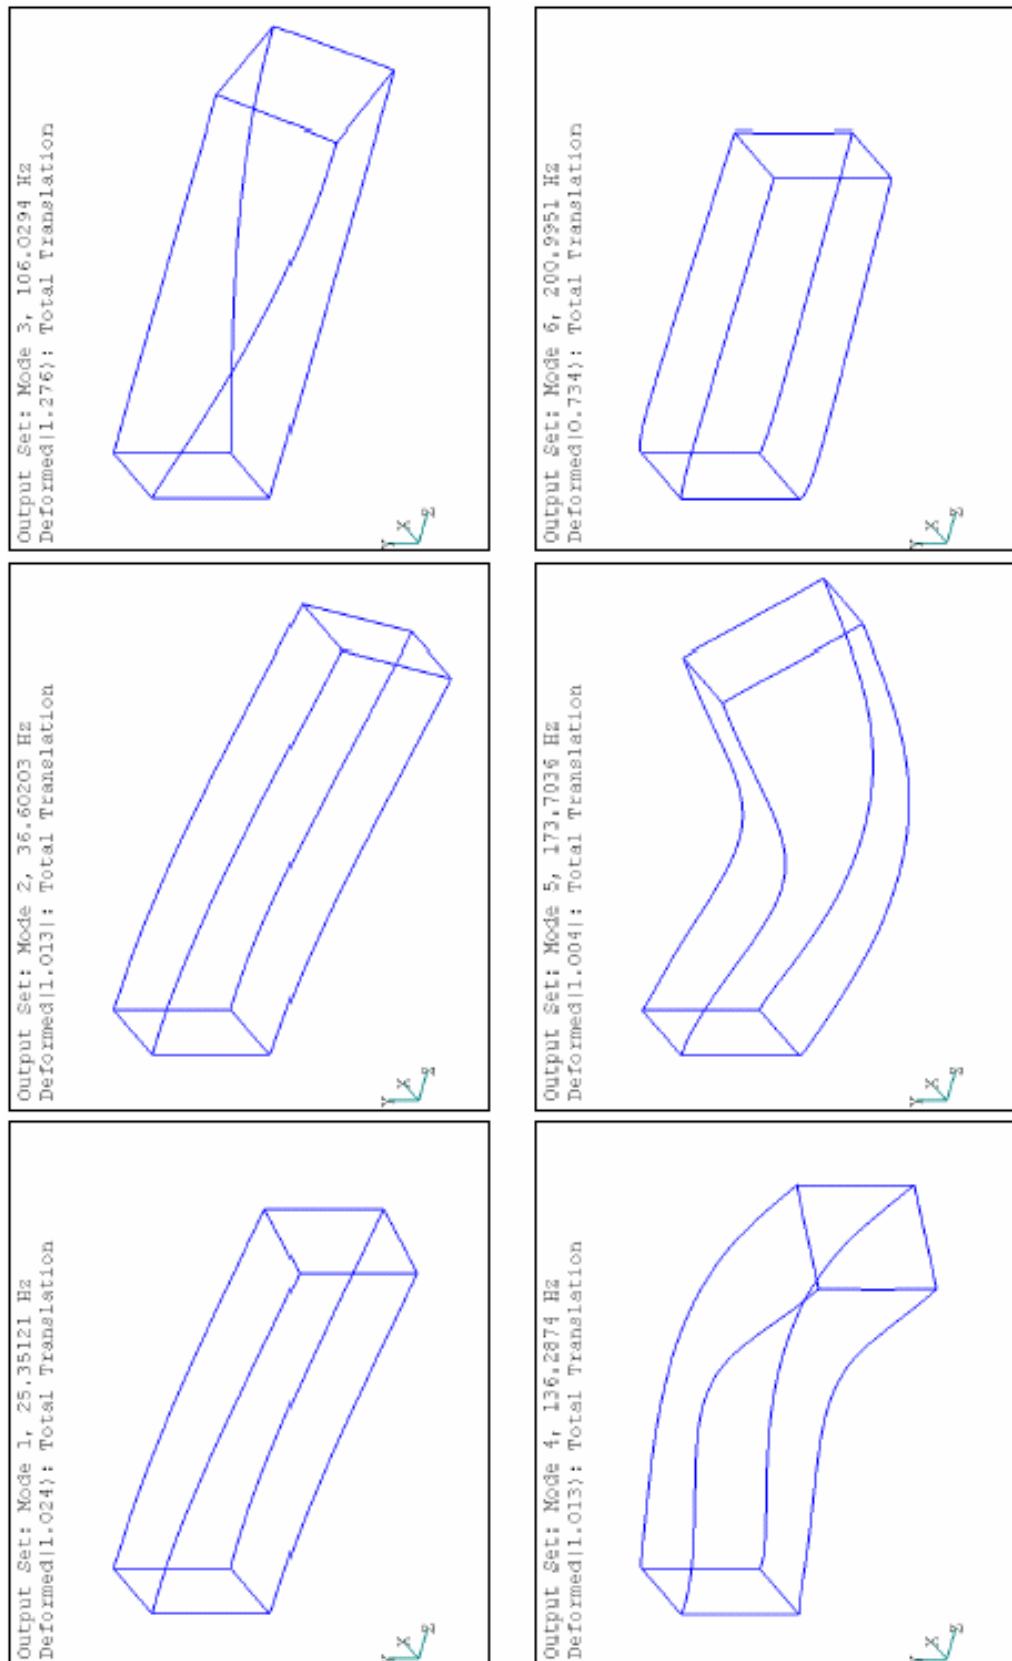 Output Set: Mode 3, 106.0294 Hz
Deformed(1.276): Total Translation
Y X Z
Output Set: Mode 6, 200.9951 Hz
Deformed(0.734): Total Translation
Y X Z
Output Set: Mode 2, 36.60203 Hz
Deformed(1.013): Total Translation
Y X Z
Output Set: Mode 5, 173.7036 Hz
Deformed(1.004): Total Translation
Y X Z
Output Set: Mode 1, 25.35121 Hz
Deformed(1.024): Total Translation
Y X Z
Output Set: Mode 4, 136.2874 Hz
Deformed(1.013): Total Translation
Y X Z